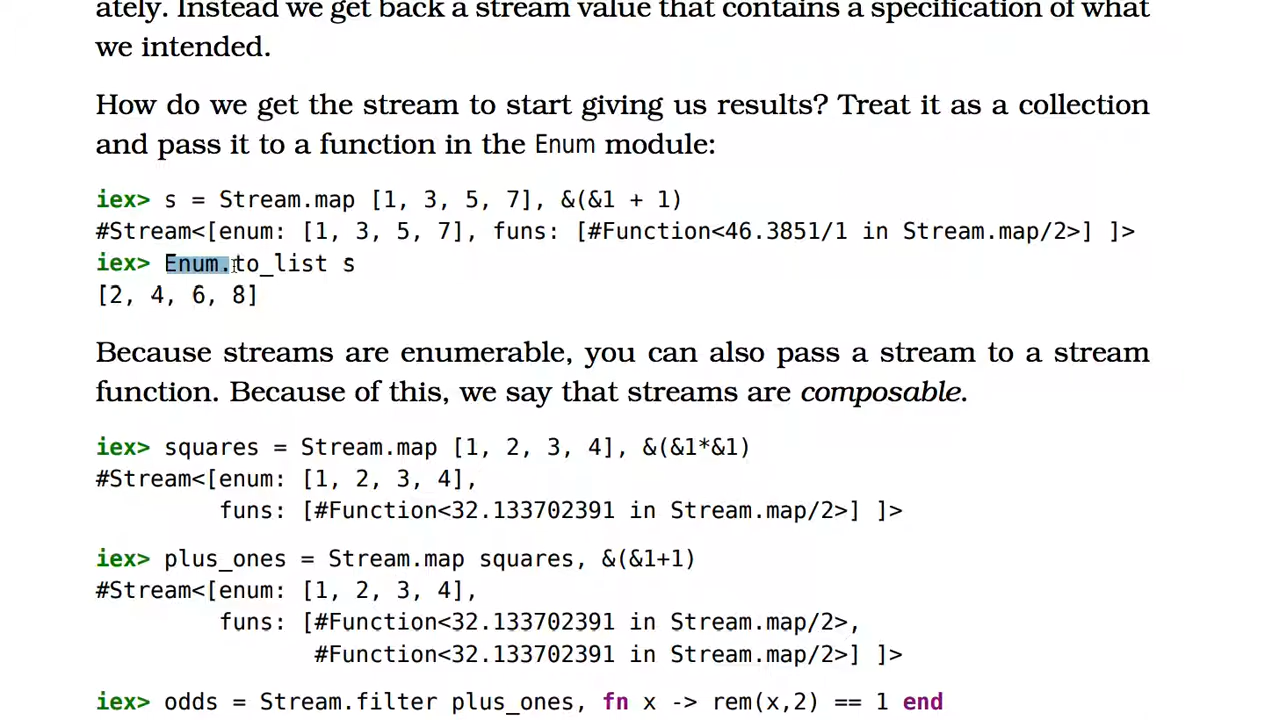 ately. Instead we get back a stream value that contains a specification of what
we intended.
How do we get the stream to start giving us results? Treat it as a collection
and pass it to a function in the Enum module:
iex> s = Stream.map [1, 3, 5, 7], &(&1 + 1)
#Stream<[enum: [1, 3, 5, 7], funs: [#Function<46.3851/1 in Stream.map/2>] ]>
iex> Enum.to_list s
[2, 4, 6, 8]
Because streams are enumerable, you can also pass a stream to a stream
function. Because of this, we say that streams are composable.
iex> squares = Stream.map [1, 2, 3, 4], &(&1*&1)
#Stream<[enum: [1, 2, 3, 4],
funs: [#Function<32.133702391 in Stream.map/2>] ]>
iex> plus_ones = Stream.map squares, &(&1+1)
#Stream<[enum: [1, 2, 3, 4],
funs: [#Function<32.133702391 in Stream.map/2>,
#Function<32.133702391 in Stream.map/2>] ]>
iex> odds = Stream.filter plus_ones, fn x -> rem(x,2) == 1 end